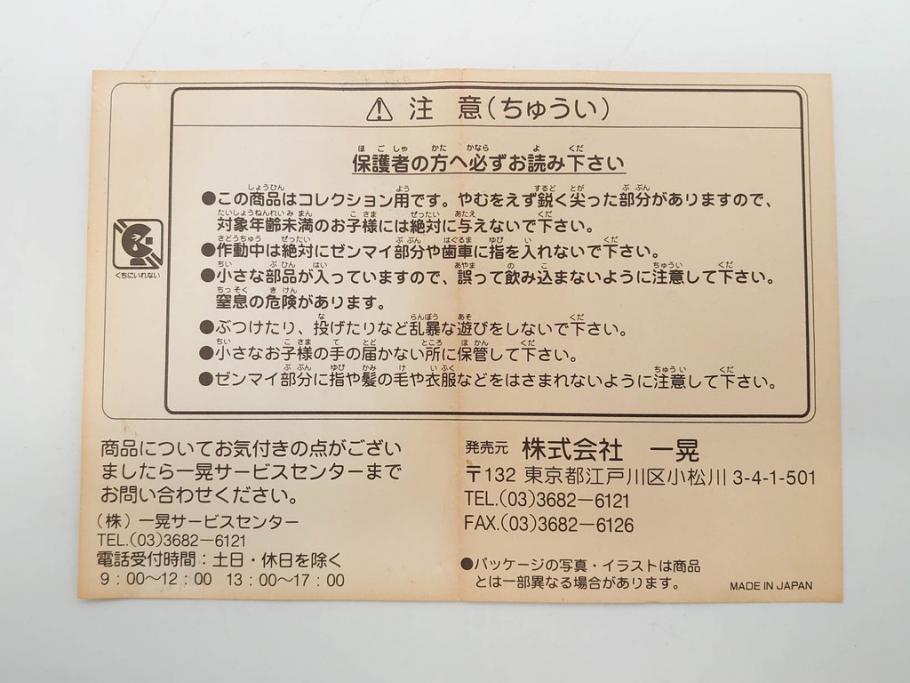 ⚠ 注 意(ちゅうい)
保護者の方へ必ずお読み下さい
●この商品はコレクション用です。やむをえず鋭く尖った部分がありますので、
対象年齢未満のお子様には絶対に与えないで下さい。
●作動中は絶対にゼンマイ部分や歯車に指を入れないで下さい。
●小さな部品が入っていますので、誤って飲み込まないように注意して下さい。
窒息の危険があります。
●ぶつけたり、投げたりなど乱暴な遊びをしないで下さい。
●小さなお子様の手の届かない所に保管して下さい。
●ゼンマイ部分に指や髪の毛や衣服などをはさまれないように注意して下さい。
くちにいれない
商品についてお気付きの点がござい
ましたら一晃サービスセンターまで
お問い合わせください。
(株)一晃サービスセンター
TEL.(03)3682－6121
電話受付時間：土日・休日を除く
9：00〜12：00 13：00〜17：00
発売元 株式会社 一晃
〒132 東京都江戸川区小松川 3-4-1-501
TEL.(03)3682－6121
FAX.(03)3682－6126
●パッケージの写真・イラストは商品
とは一部異なる場合があります。
MADE IN JAPAN